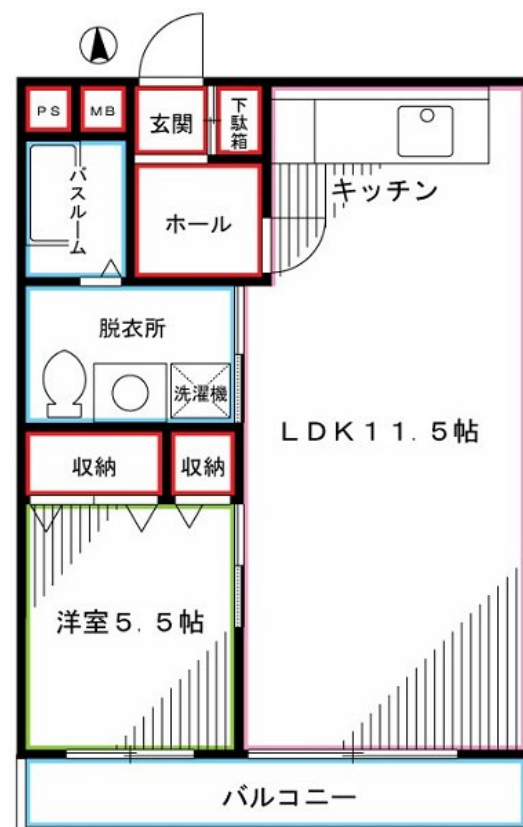 PS
MB
玄関
下駄箱
バスルーム
ホール
キッチン
脱衣所
洗濯機
LDK11.5帖
収納
収納
洋室5.5帖
バルコニー